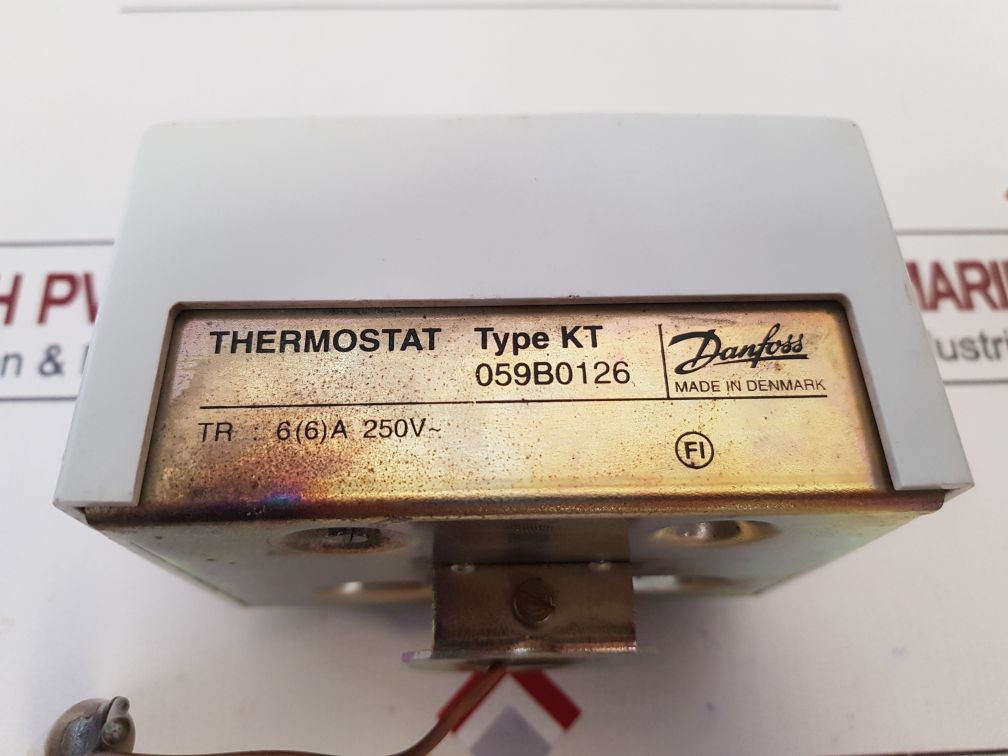 THERMOSTAT Type KT
059B0126
Danfoss
MADE IN DENMARK
TR : 6(6)A 250V~
FI